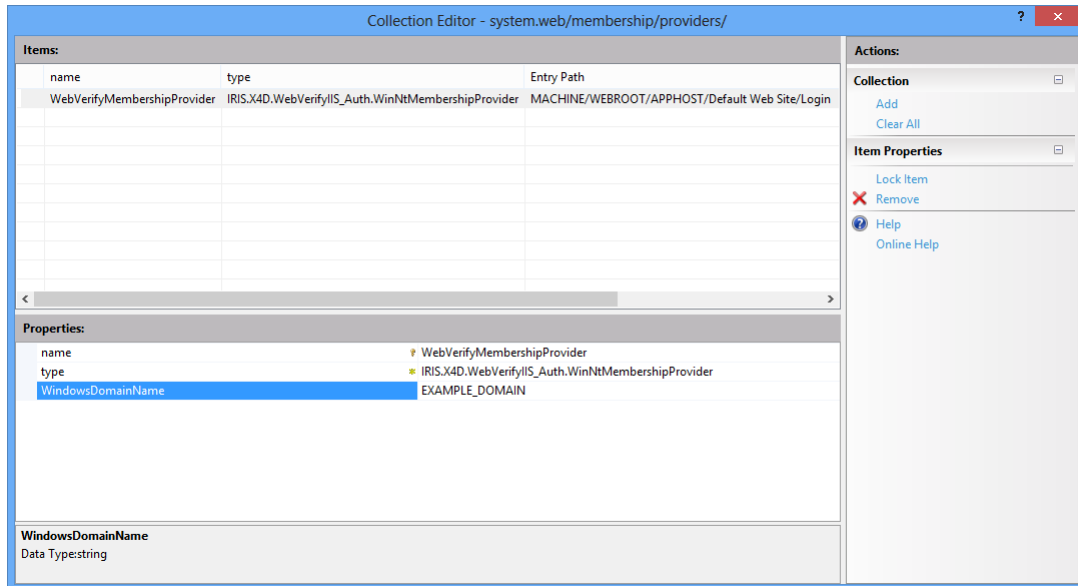 Collection Editor - system.web/membership/providers/
?
Items:
name type Entry Path
WebVerifyMembershipProvider IRIS.X4D.WebVerifyIIS_Auth.WinNtMembershipProvider MACHINE/WEBROOT/APPHOST/Default Web Site/Login
Properties:
name WebVerifyMembershipProvider
type IRIS.X4D.WebVerifyIIS_Auth.WinNtMembershipProvider
WindowsDomainName EXAMPLE_DOMAIN
WindowsDomainName
Data Type:string
Actions:
Collection
Add
Clear All
Item Properties
Lock Item
Remove
Help
Online Help